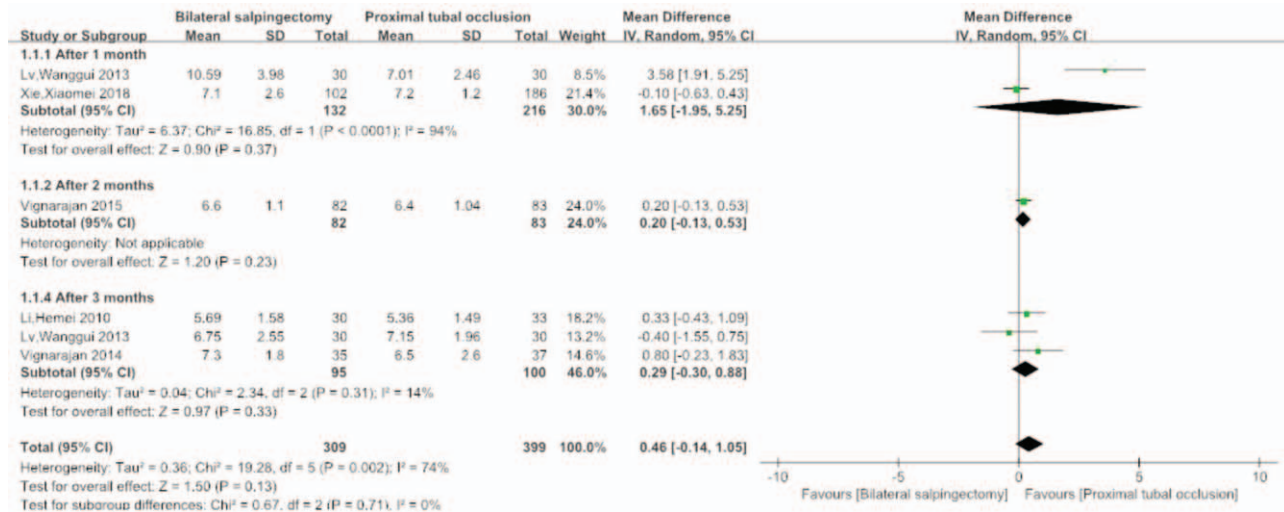 Bilateral salpingectomy Proximal tubal occlusion Mean Difference Mean Difference
Study or Subgroup Mean SD Total Mean SD Total Weight IV, Random, 95% CI IV, Random, 95% CI
1.1.1 After 1 month
Lv,Wanggui 2013 10.59 3.98 30 7.01 2.46 30 8.5% 3.58 [1.91, 5.25]
Xie,Xiaomei 2018 7.1 2.6 102 7.2 1.2 186 21.4% -0.10 [-0.63, 0.43]
Subtotal (95% CI) 132 216 30.0% 1.65 [-1.95, 5.25]
Heterogeneity: Tau² = 6.37; Chi² = 16.85, df = 1 (P < 0.0001); I² = 94%
Test for overall effect: Z = 0.90 (P = 0.37)
1.1.2 After 2 months
Vignarajan 2015 6.6 1.1 82 6.4 1.04 83 24.0% 0.20 [-0.13, 0.53]
Subtotal (95% CI) 82 83 24.0% 0.20 [-0.13, 0.53]
Heterogeneity: Not applicable
Test for overall effect: Z = 1.20 (P = 0.23)
1.1.4 After 3 months
Li,Hemei 2010 5.69 1.58 30 5.36 1.49 33 18.2% 0.33 [-0.43, 1.09]
Lv,Wanggui 2013 6.75 2.55 30 7.15 1.96 30 13.2% -0.40 [-1.55, 0.75]
Vignarajan 2014 7.3 1.8 35 6.5 2.6 37 14.6% 0.80 [-0.23, 1.83]
Subtotal (95% CI) 95 100 46.0% 0.29 [-0.30, 0.88]
Heterogeneity: Tau² = 0.04; Chi² = 2.34, df = 2 (P = 0.31); I² = 14%
Test for overall effect: Z = 0.97 (P = 0.33)
Total (95% CI) 309 399 100.0% 0.46 [-0.14, 1.05]
Heterogeneity: Tau² = 0.36; Chi² = 19.28, df = 5 (P = 0.002); I² = 74%
Test for overall effect: Z = 1.50 (P = 0.13)
Test for subgroup differences: Chi² = 0.67, df = 2 (P = 0.71), I² = 0%
-10 -5 0 5 10
Favours [Bilateral salpingectomy] Favours [Proximal tubal occlusion]